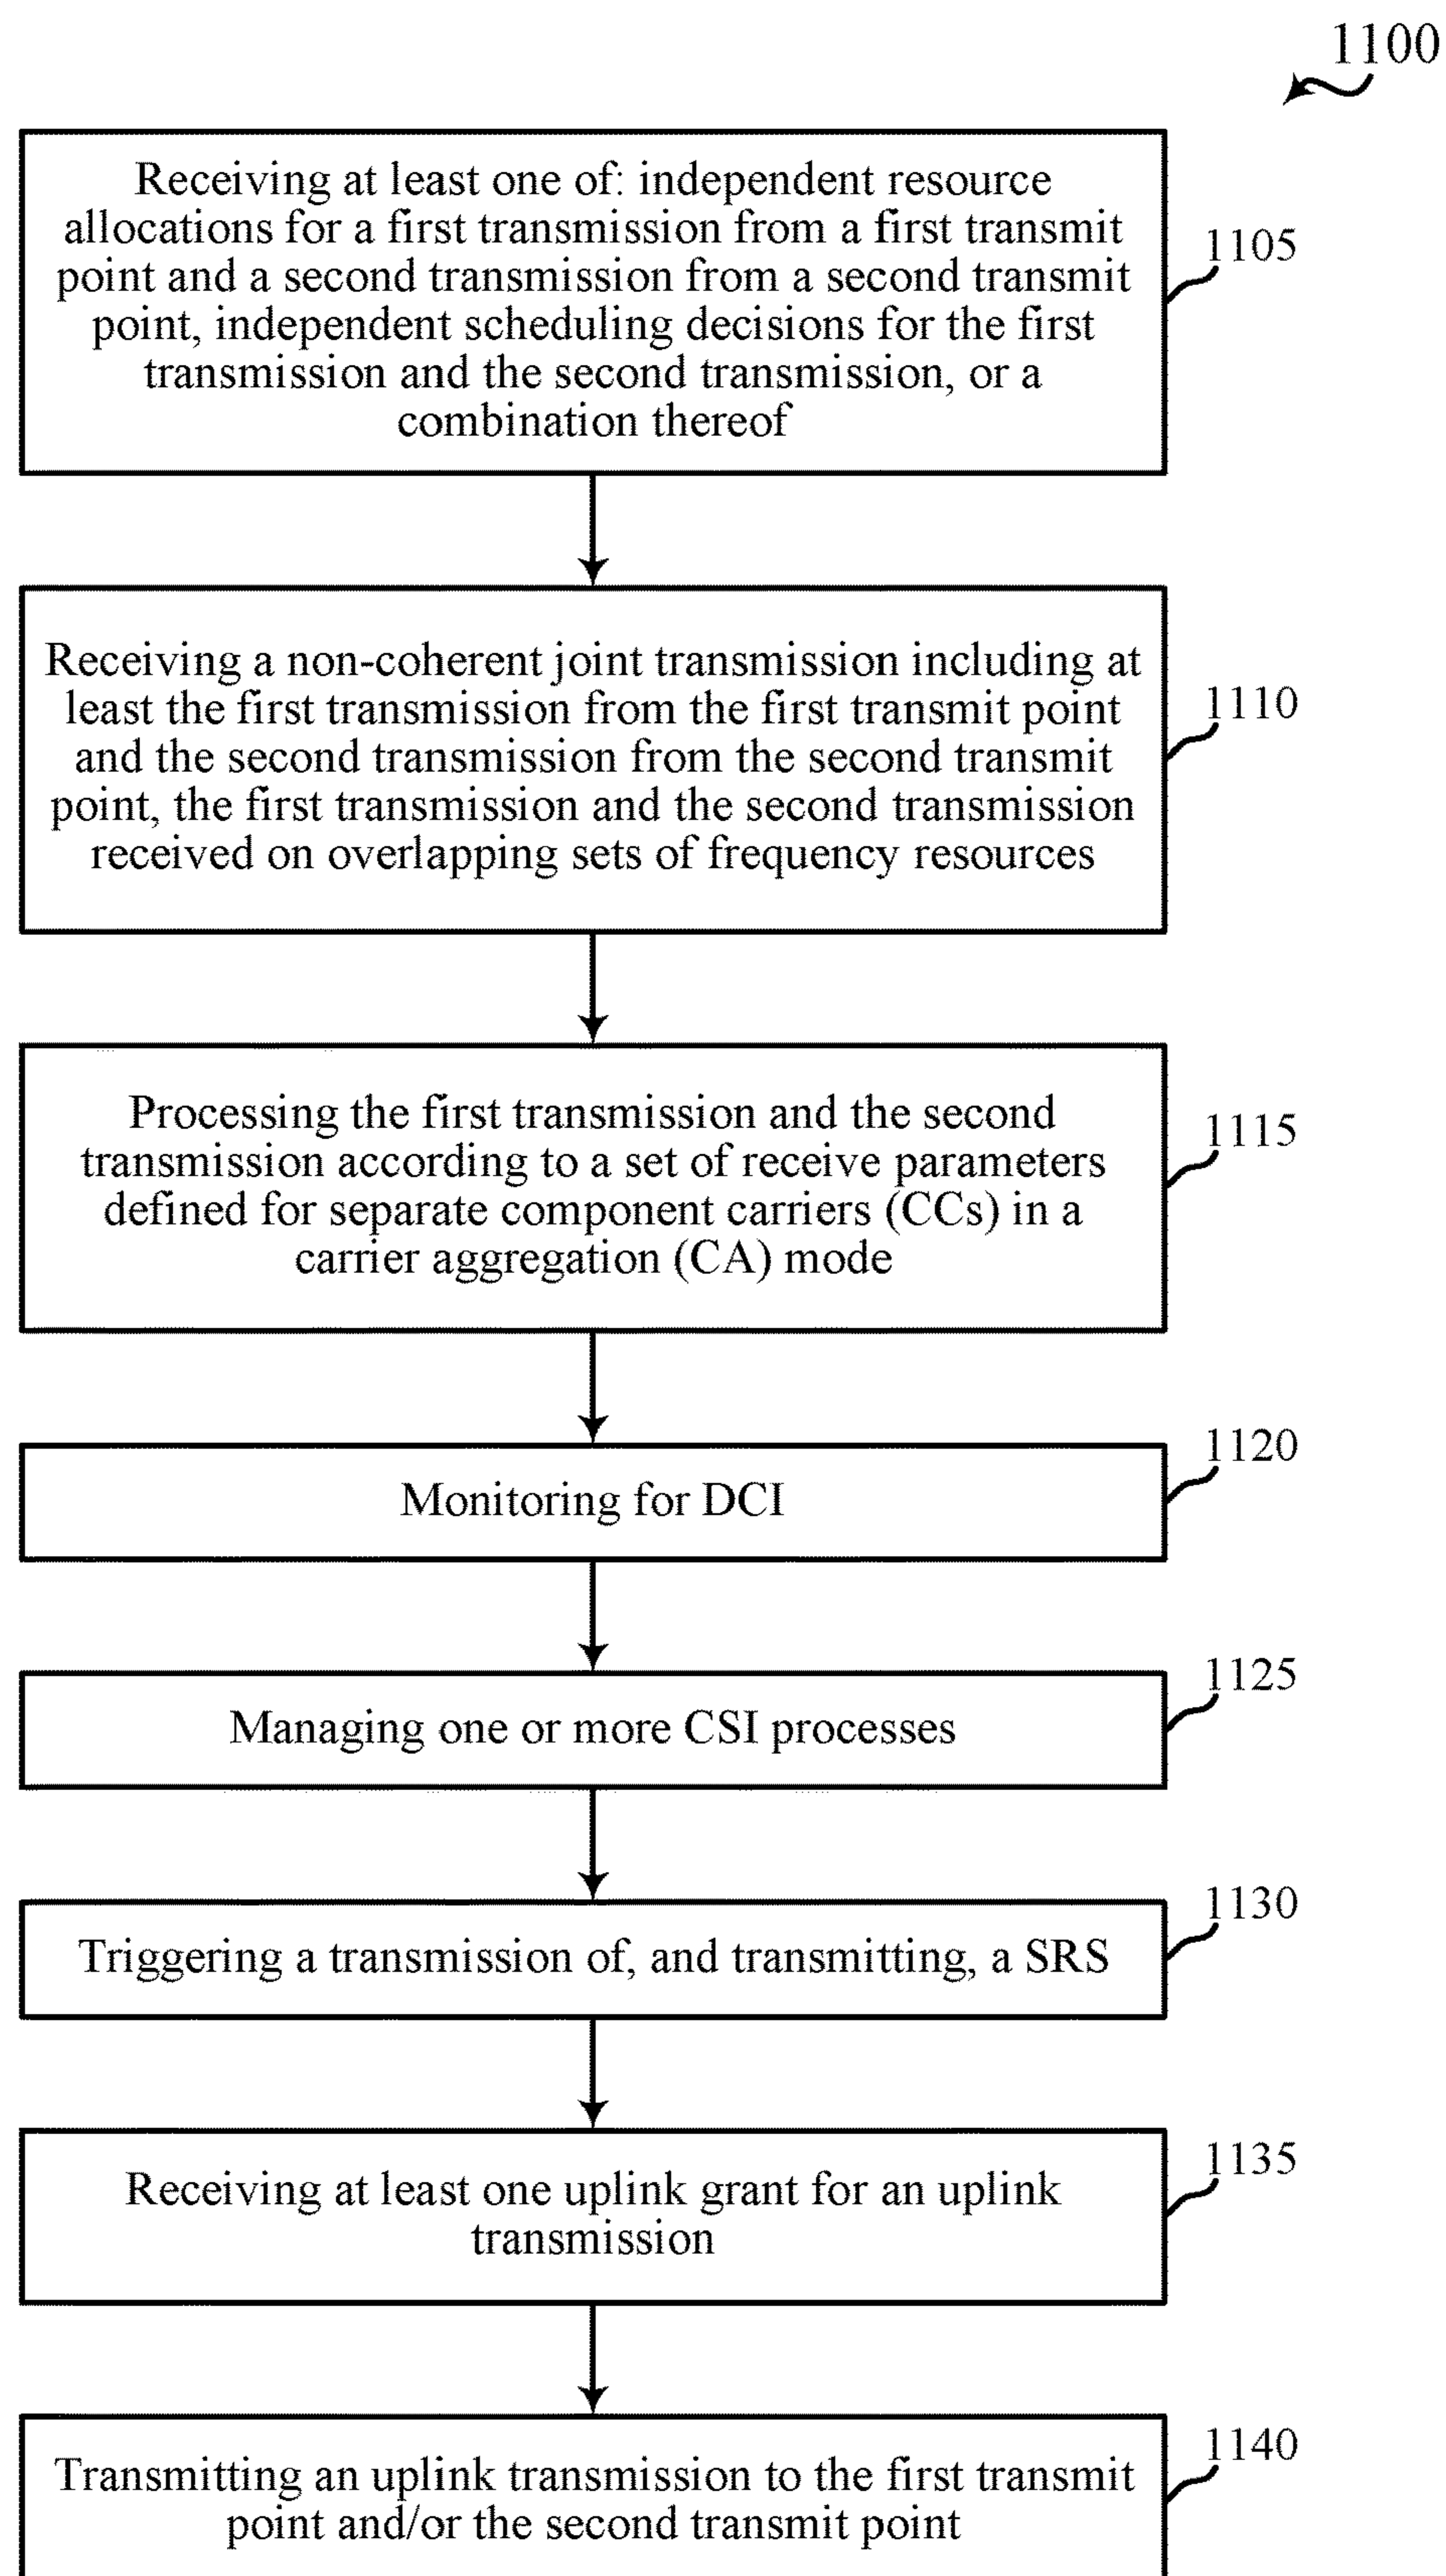 1100
Receiving at least one of: independent resource
allocations for a first transmission from a first transmit
point and a second transmission from a second transmit
point, independent scheduling decisions for the first
transmission and the second transmission, or a
combination thereof
1105
Receiving a non-coherent joint transmission including at
least the first transmission from the first transmit point
and the second transmission from the second transmit
point, the first transmission and the second transmission
received on overlapping sets of frequency resources
1110
Processing the first transmission and the second
transmission according to a set of receive parameters
defined for separate component carriers (CCs) in a
carrier aggregation (CA) mode
1115
Monitoring for DCI
1120
Managing one or more CSI processes
1125
Triggering a transmission of, and transmitting, a SRS
1130
Receiving at least one uplink grant for an uplink
transmission
1135
Transmitting an uplink transmission to the first transmit
point and/or the second transmit point
1140